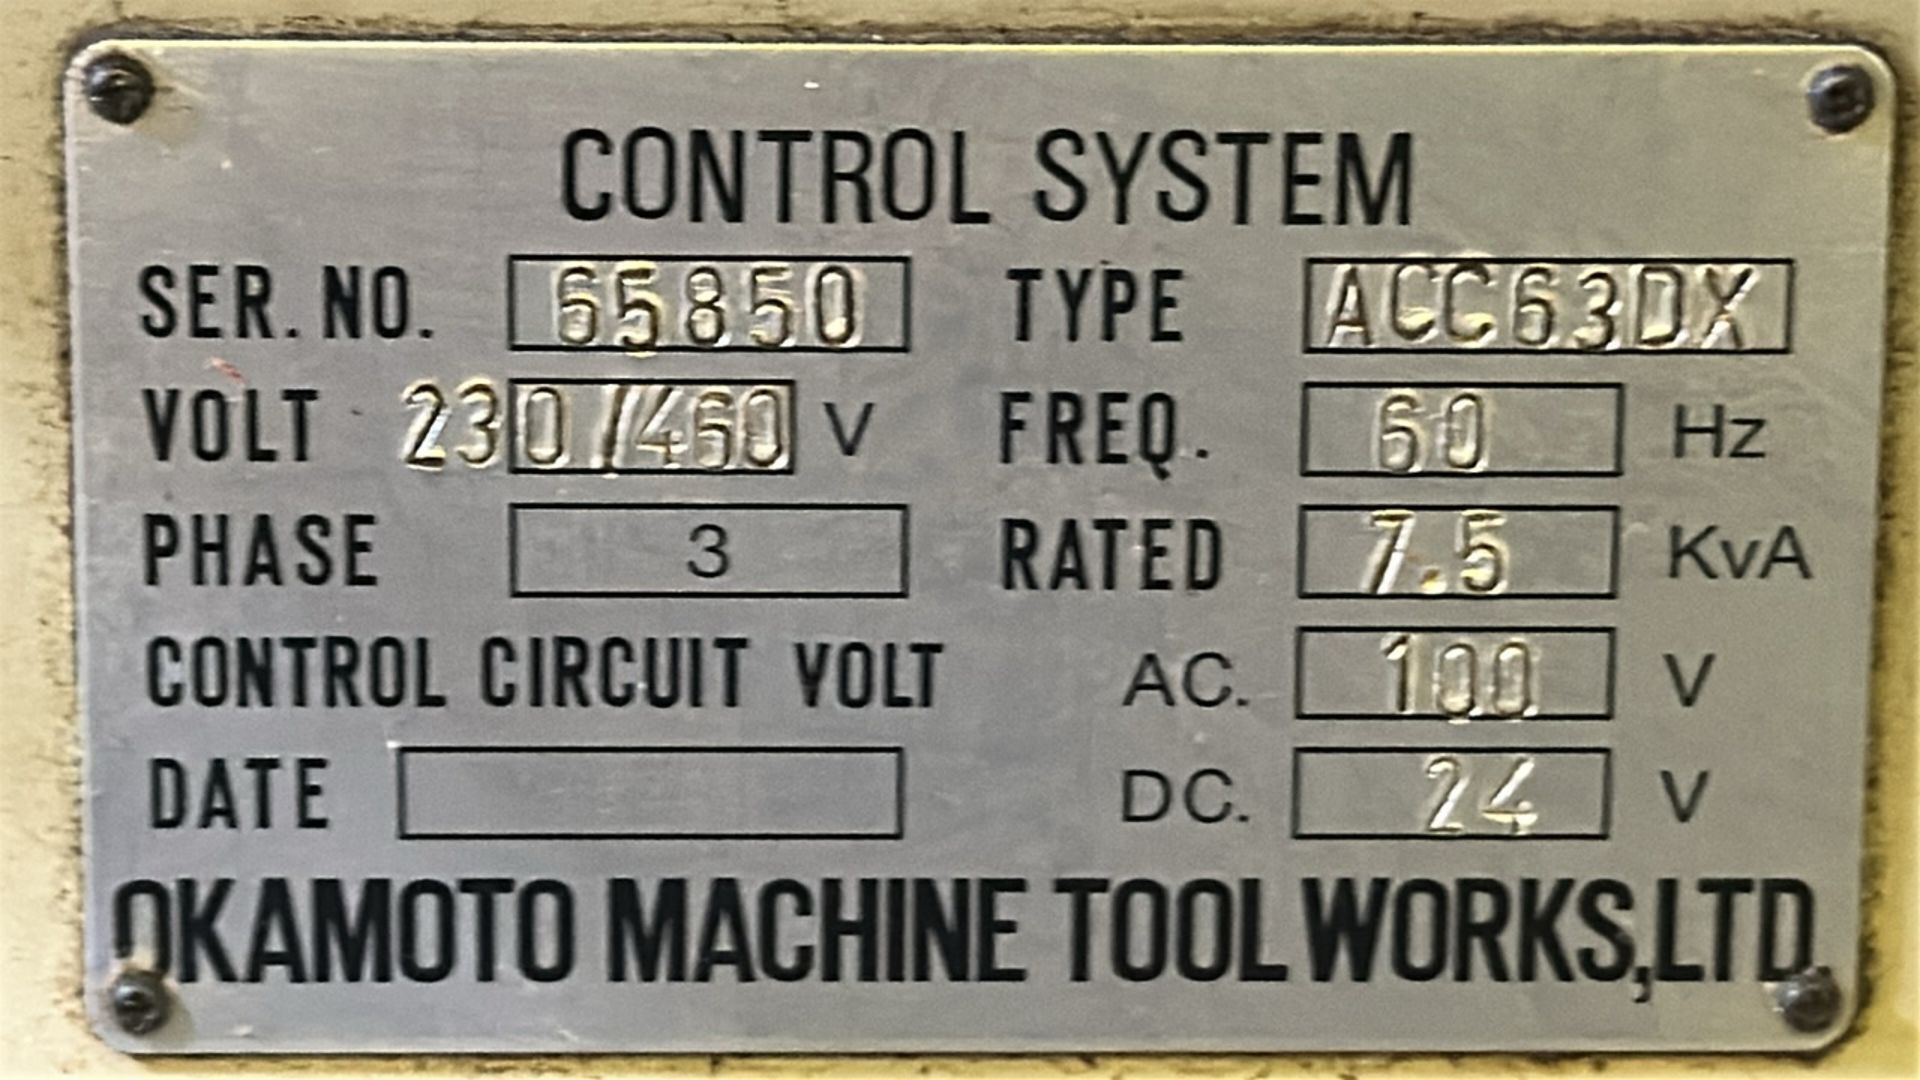 CONTROL SYSTEM
SER. NO. 65850 TYPE ACC63DX
VOLT 230/460 V FREQ. 60 Hz
PHASE 3 RATED 7.5 KvA
CONTROL CIRCUIT VOLT AC. 100 V
DATE DC. 24 V
OKAMOTO MACHINE TOOL WORKS,LTD.